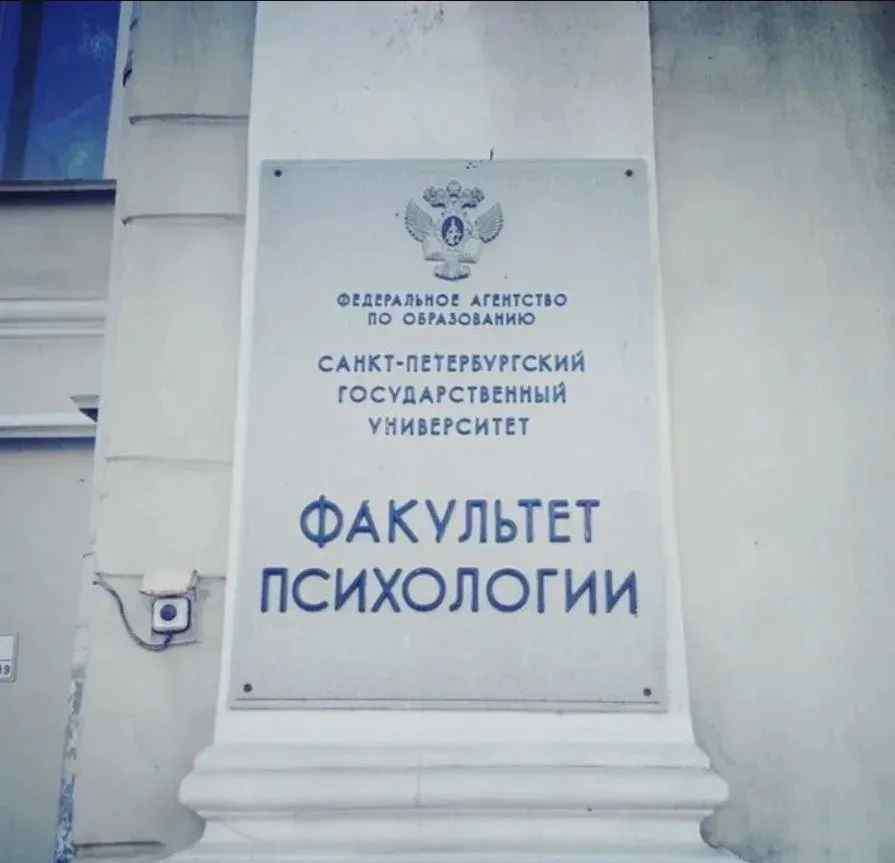 ФЕДЕРАЛЬНОЕ АГЕНТСТВО
ПО ОБРАЗОВАНИЮ
САНКТ-ПЕТЕРБУРГСКИЙ
ГОСУДАРСТВЕННЫЙ
УНИВЕРСИТЕТ
ФАКУЛЬТЕТ
ПСИХОЛОГИИ